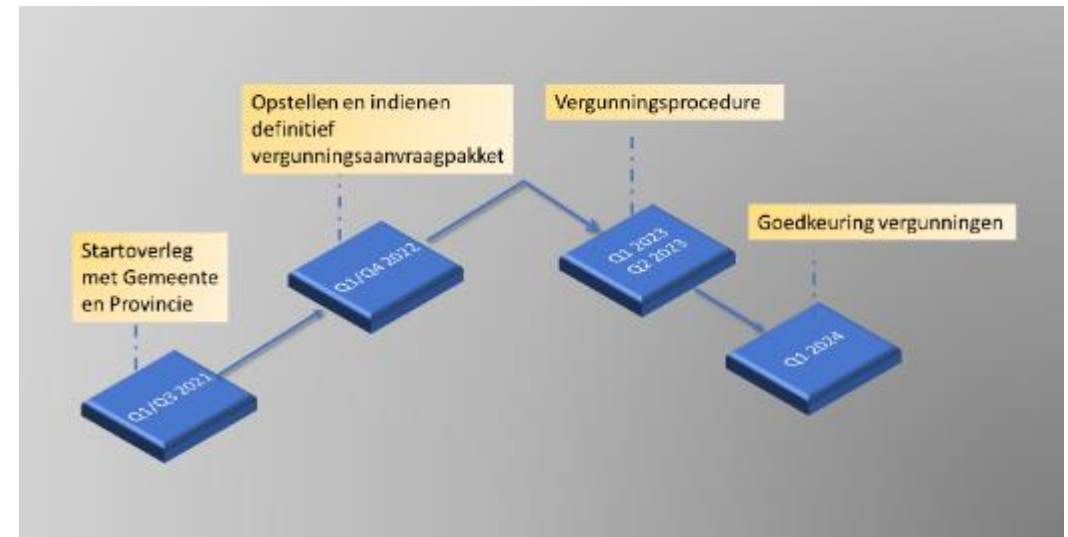 Startoverleg
met Gemeente
en Provincie
Q1/Q3 2021
Opstellen en indienen
definitief
vergunningsaanvraagpakket
Q3/Q4 2022
Vergunningsprocedure
Q1 2023
Q2 2023
Goedkeuring vergunningen
Q1 2024